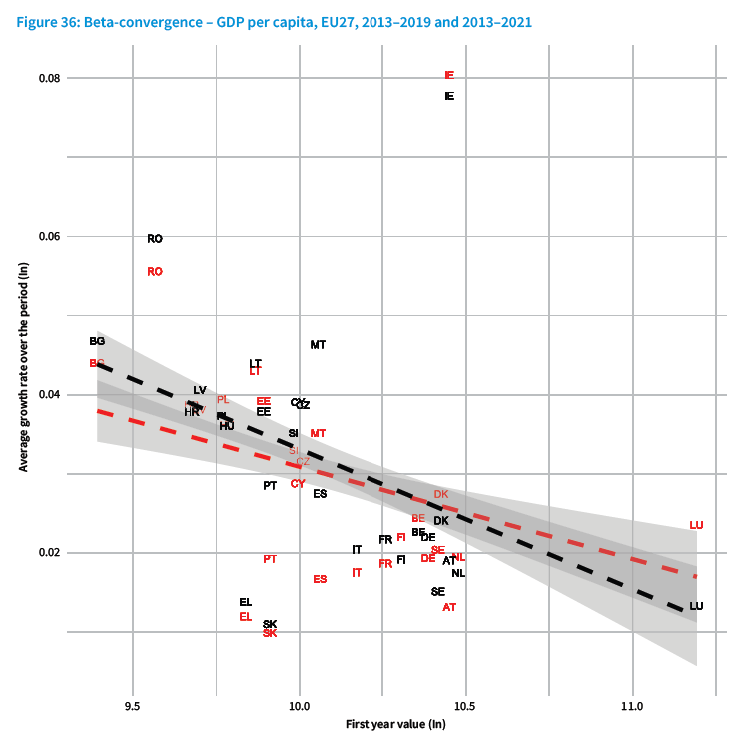 Figure 36: Beta-convergence – GDP per capita, EU27, 2013–2019 and 2013–2021
0.08
IE
IE
0.06
RO
RO
BG
MT
BG
LT
LT
0.04
LV
PL
EE
EE
CY
CZ
HR
HU
SI
MT
SI
CZ
PT
CY
ES
DK
DK
BE
BE
FR
FI
DE
0.02
IT
SE
PT
FR
FI
DE
AT
NL
LU
IT
ES
NL
SE
EL
EL
AT
LU
SK
SK
9.5
10.0
10.5
11.0
First year value (ln)
Average growth rate over the period (ln)